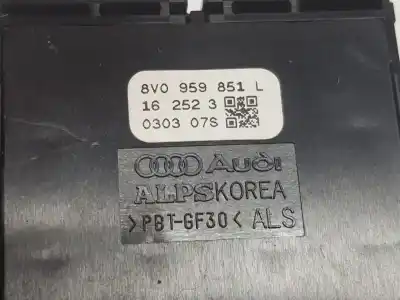 8V0 959 851 L
16 252 3
0303 07S
Audi
ALPSKOREA
>PBT-GF30< ALS